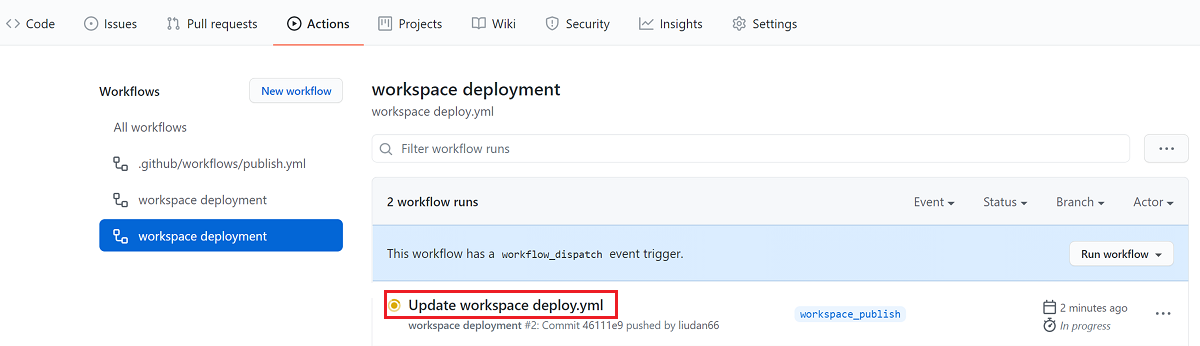 Code Issues Pull requests Actions Projects Wiki Security Insights Settings
Workflows New workflow
All workflows
.github/workflows/publish.yml
workspace deployment
workspace deployment
workspace deployment
workspace deploy.yml
Filter workflow runs
2 workflow runs Event Status Branch Actor
This workflow has a workflow_dispatch event trigger. Run workflow
Update workspace deploy.yml
workspace deployment #2: Commit 46111e9 pushed by liudan66
workspace_publish
2 minutes ago
In progress